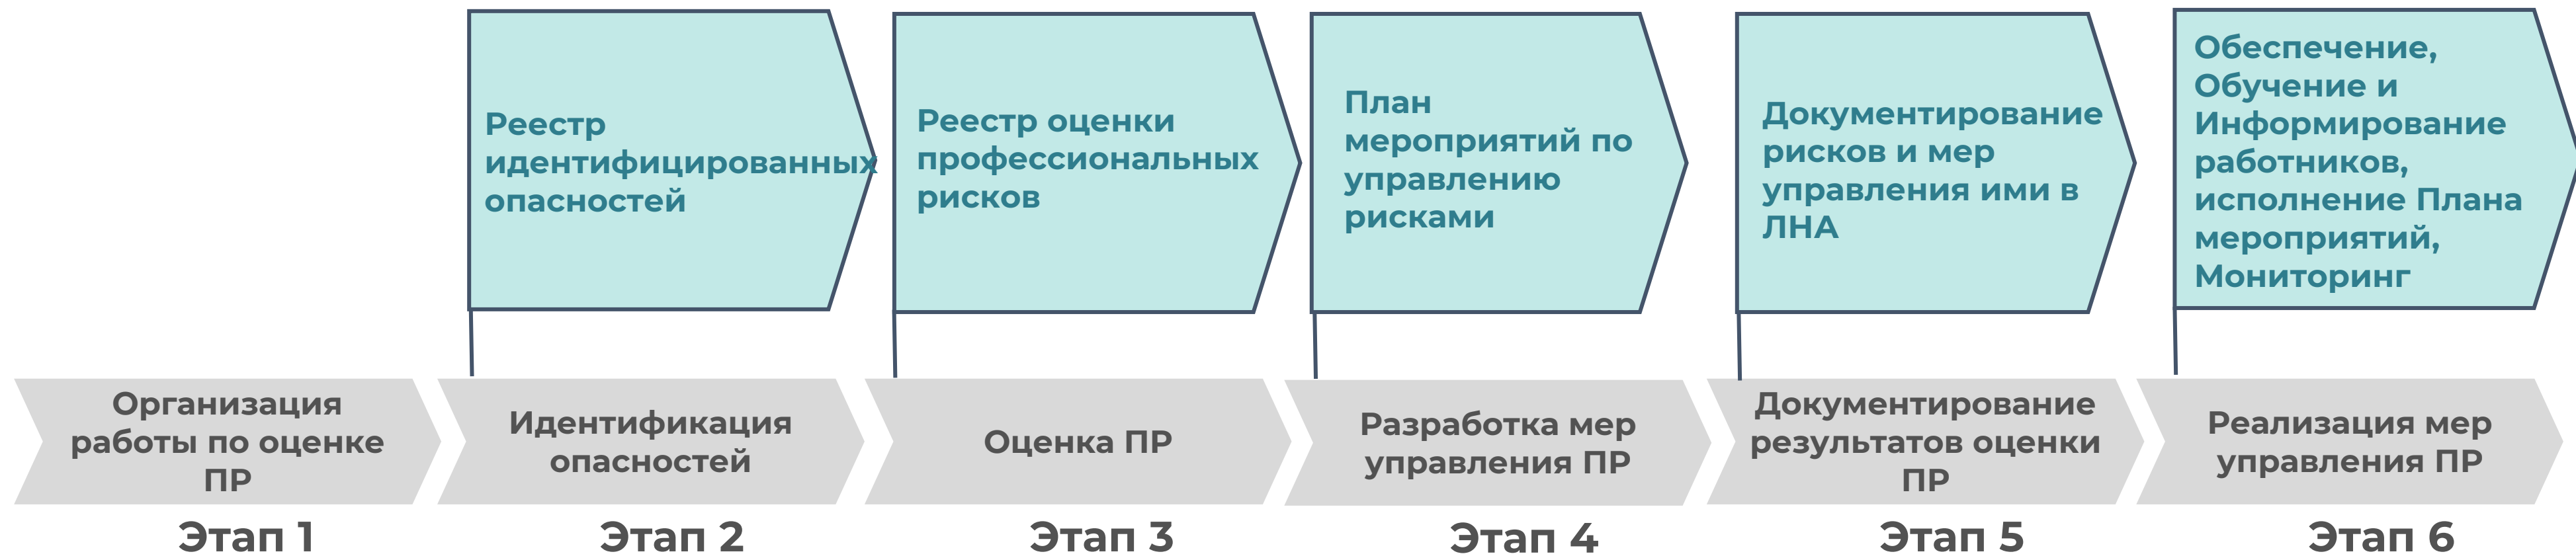 Реестр
идентифицированных
опасностей
Реестр оценки
профессиональных
рисков
План
мероприятий по
управлению
рисками
Документирование
рисков и мер
управления ими в
ЛНА
Обеспечение,
Обучение и
Информирование
работников,
исполнение Плана
мероприятий,
Мониторинг
Организация
работы по оценке
ПР
Идентификация
опасностей
Оценка ПР
Разработка мер
управления ПР
Документирование
результатов оценки
ПР
Реализация мер
управления ПР
Этап 1
Этап 2
Этап 3
Этап 4
Этап 5
Этап 6